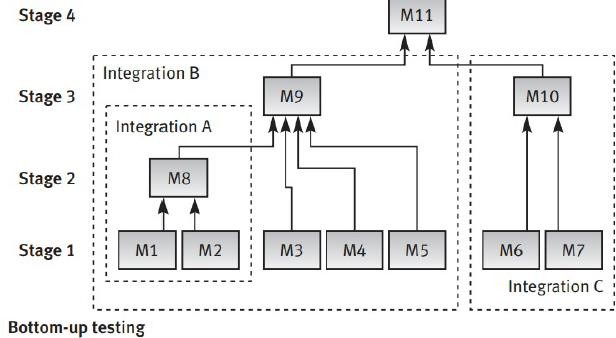 Stage 4
M11
Integration B
Stage 3
M9
M10
Integration A
Stage 2
M8
Stage 1
M1
M2
M3
M4
M5
M6
M7
Integration C
Bottom-up testing